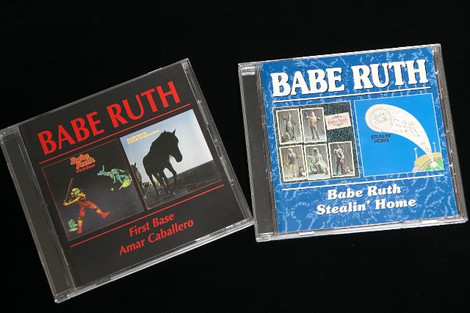 BABE RUTH
First Base
Amar Caballero
BABE RUTH
STEALIN'
HOME
Babe Ruth
Stealin' Home